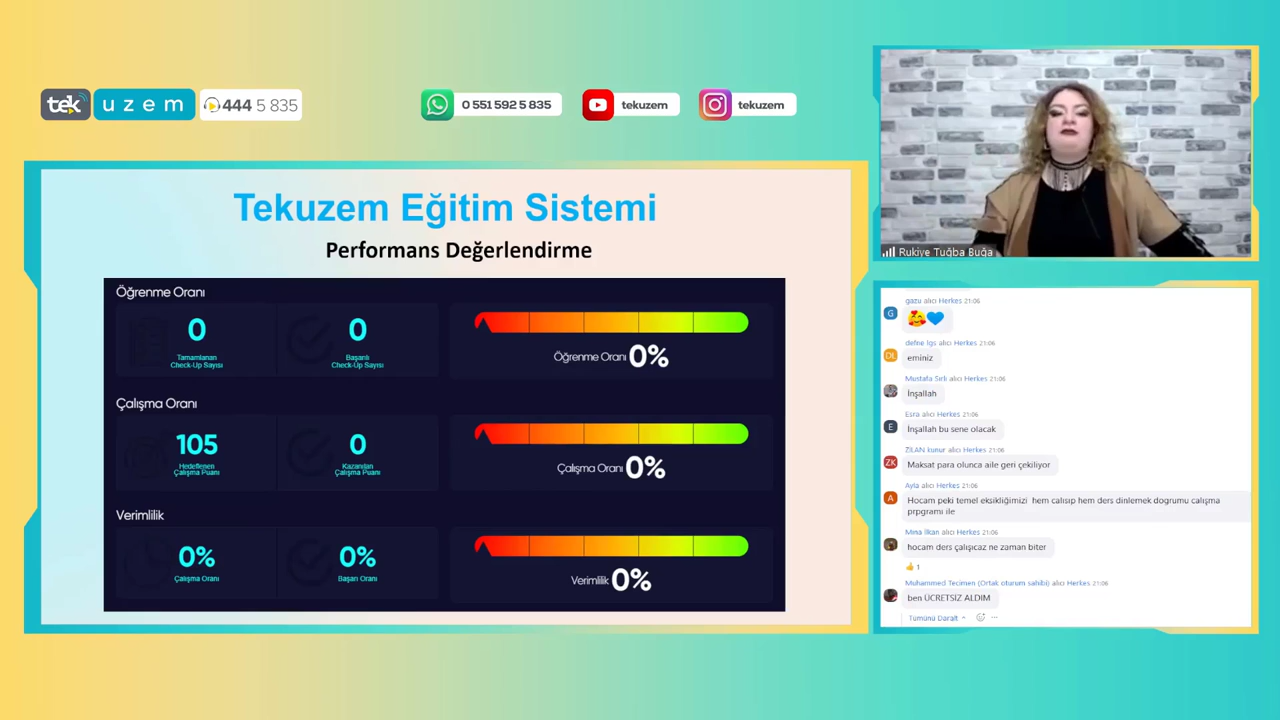 tek uzem 444 5 835
0 551 592 5 835
tekuzem
tekuzem
Tekuzem Eğitim Sistemi
Performans Değerlendirme
Öğrenme Oranı
0
Tamamlanan
Check-Up Sayısı
0
Başarılı
Check-Up Sayısı
Öğrenme Oranı 0%
Çalışma Oranı
105
Hedeflenen
Çalışma Puanı
0
Kazanılan
Çalışma Puanı
Çalışma Oranı 0%
Verimlilik
0%
Çalışma Oranı
0%
Başarı Oranı
Verimlilik 0%
Rukiye Tuğba Buğa
gazu alıcı Herkes 21:06
G
defne lgs alıcı Herkes 21:06
DL
eminiz
Mustafa Sırlı alıcı Herkes 21:06
İnşallah
Esra alıcı Herkes 21:06
E
İnşallah bu sene olacak
ZİLAN kunur alıcı Herkes 21:06
ZK
Maksat para olunca aile geri çekiliyor
Ayla alıcı Herkes 21:06
A
Hocam peki temel eksikliğimizi hem calısıp hem ders dinlemek dogrumu calışma
prpgramı ile
Mina İlkan alıcı Herkes 21:06
hocam ders çalışıcaz ne zaman biter
1
Muhammed Tecimen (Ortak oturum sahibi) alıcı Herkes 21:06
ben ÜCRETSİZ ALDIM
Tümünü Daralt